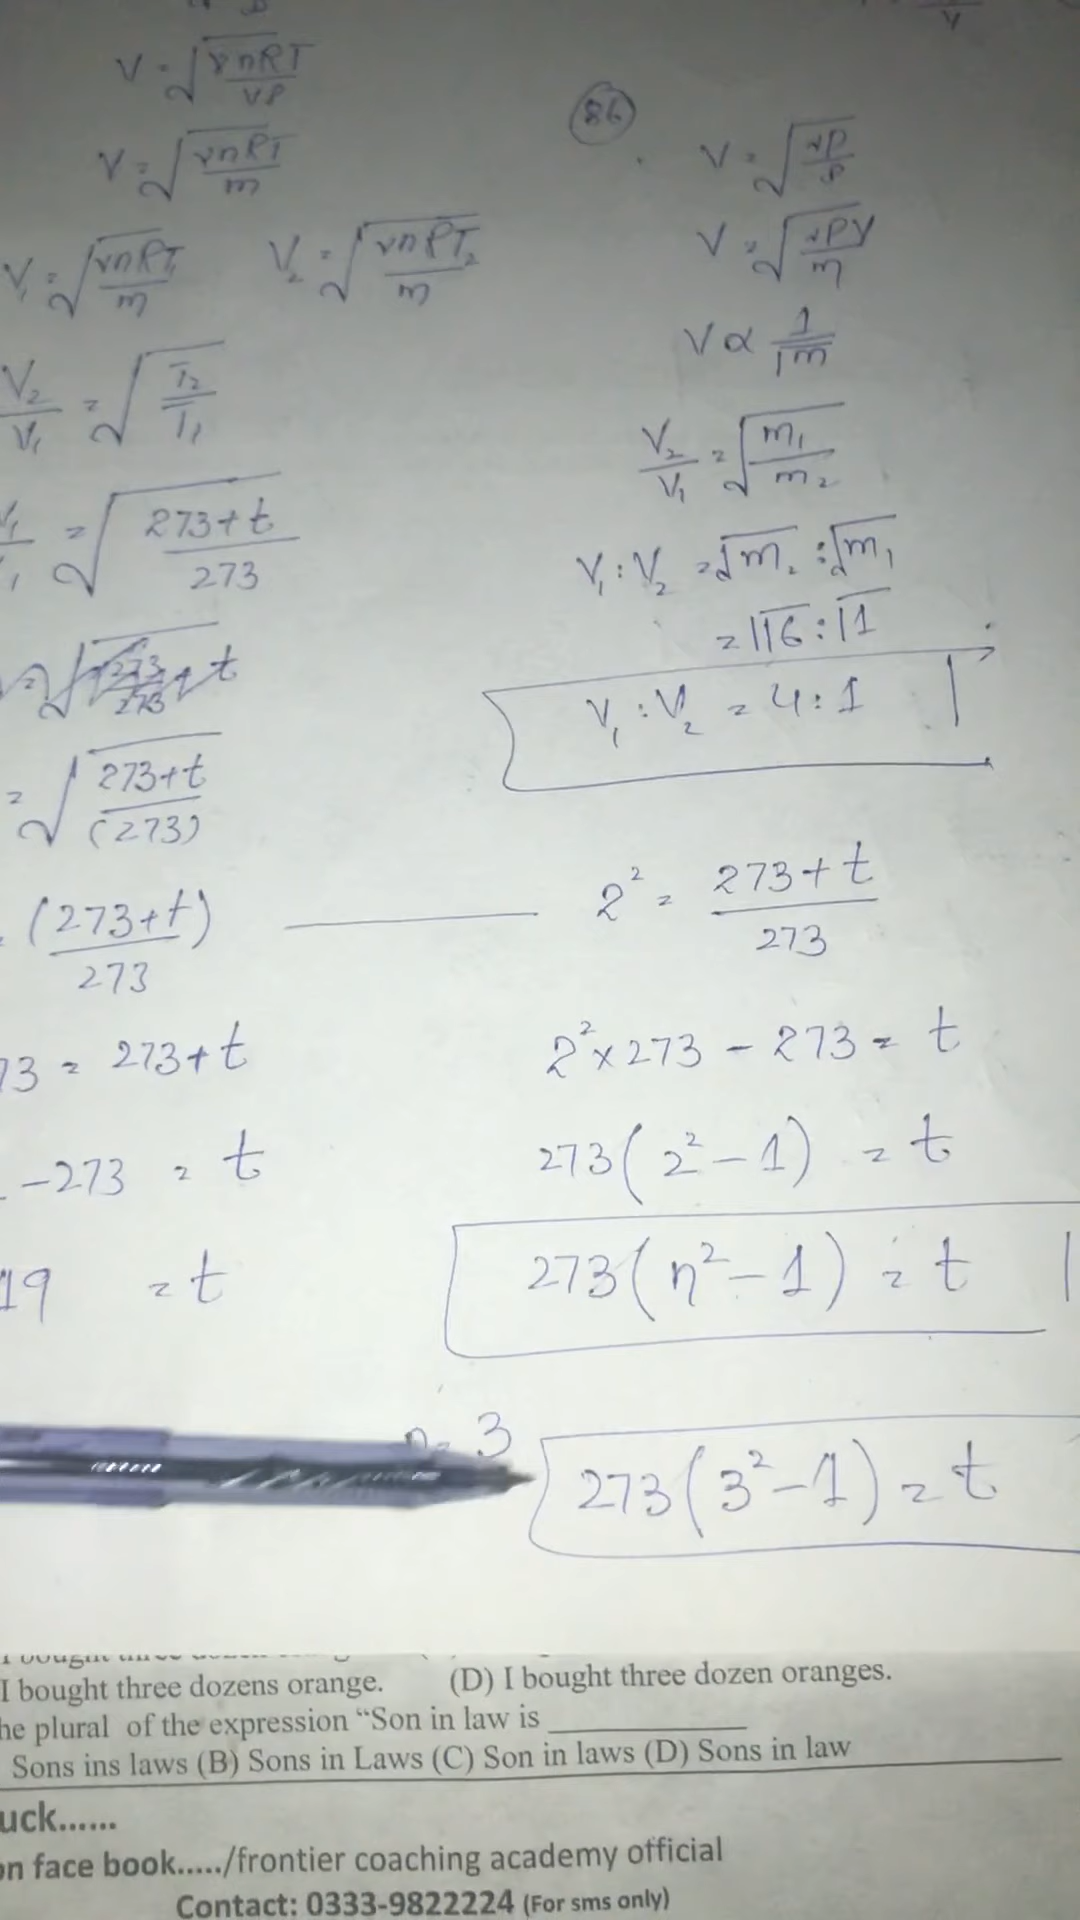 V = √(γnRT/Vρ)
V = √(γnRT/m)
V₁ = √(γnRT₁/m) V₂ = √(γnRT₂/m)
V₂/V₁ = √(T₂/T₁)
V₁ = √((273+t)/273)
= √((273+t)/(273))
= (273+t)/273
73 = 273+t
-273 = t
19 = t
86
V = √(γP/ρ)
V = √(γPV/m)
V ∝ 1/√m
V₂/V₁ = √(m₁/m₂)
V₁ : V₂ = √m₂ : √m₁
= √16 : √1
V₁ : V₂ = 4 : 1
2² = (273+t)/273
2²×273 - 273 = t
273(2²-1) = t
273(n²-1) = t
3
273(3²-1) = t
I bought three dozens orange. (D) I bought three dozen oranges.
he plural of the expression “Son in law is ____________
Sons ins laws (B) Sons in Laws (C) Son in laws (D) Sons in law
uck......
on face book...../frontier coaching academy official
Contact: 0333-9822224 (For sms only)